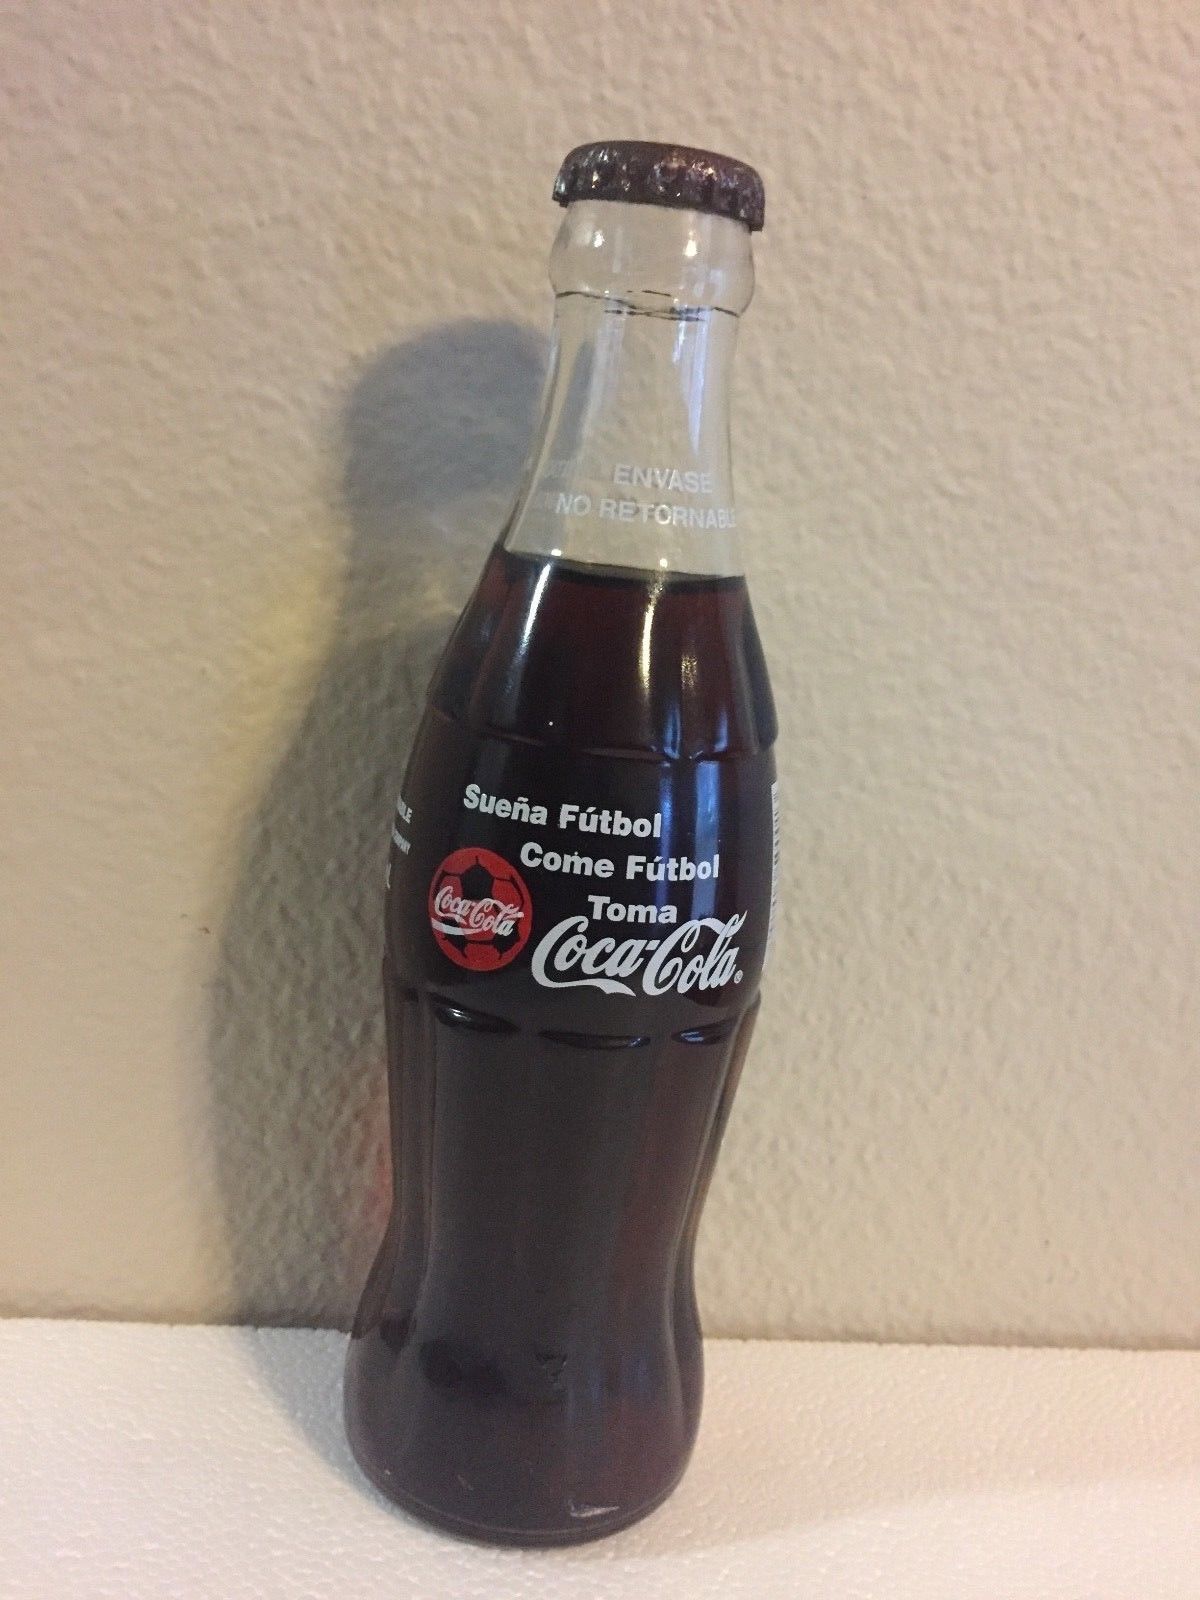 ENVASE
NO RETORNABLE
Sueña Fútbol
Come Fútbol
Toma
Coca-Cola®
Coca-Cola